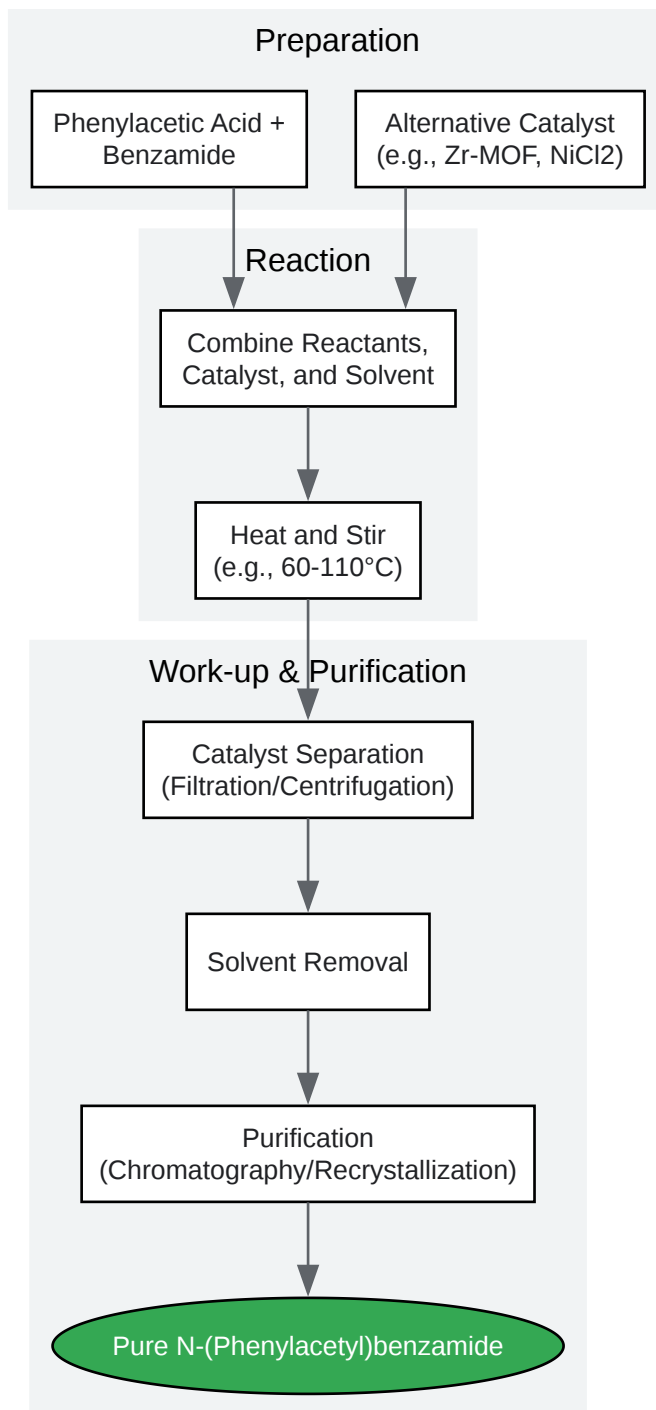 Preparation
Phenylacetic Acid +
Benzamide
Alternative Catalyst
(e.g., Zr-MOF, NiCl2)
Reaction
Combine Reactants,
Catalyst, and Solvent
Heat and Stir
(e.g., 60-110°C)
Work-up & Purification
Catalyst Separation
(Filtration/Centrifugation)
Solvent Removal
Purification
(Chromatography/Recrystallization)
Pure N-(Phenylacetyl)benzamide